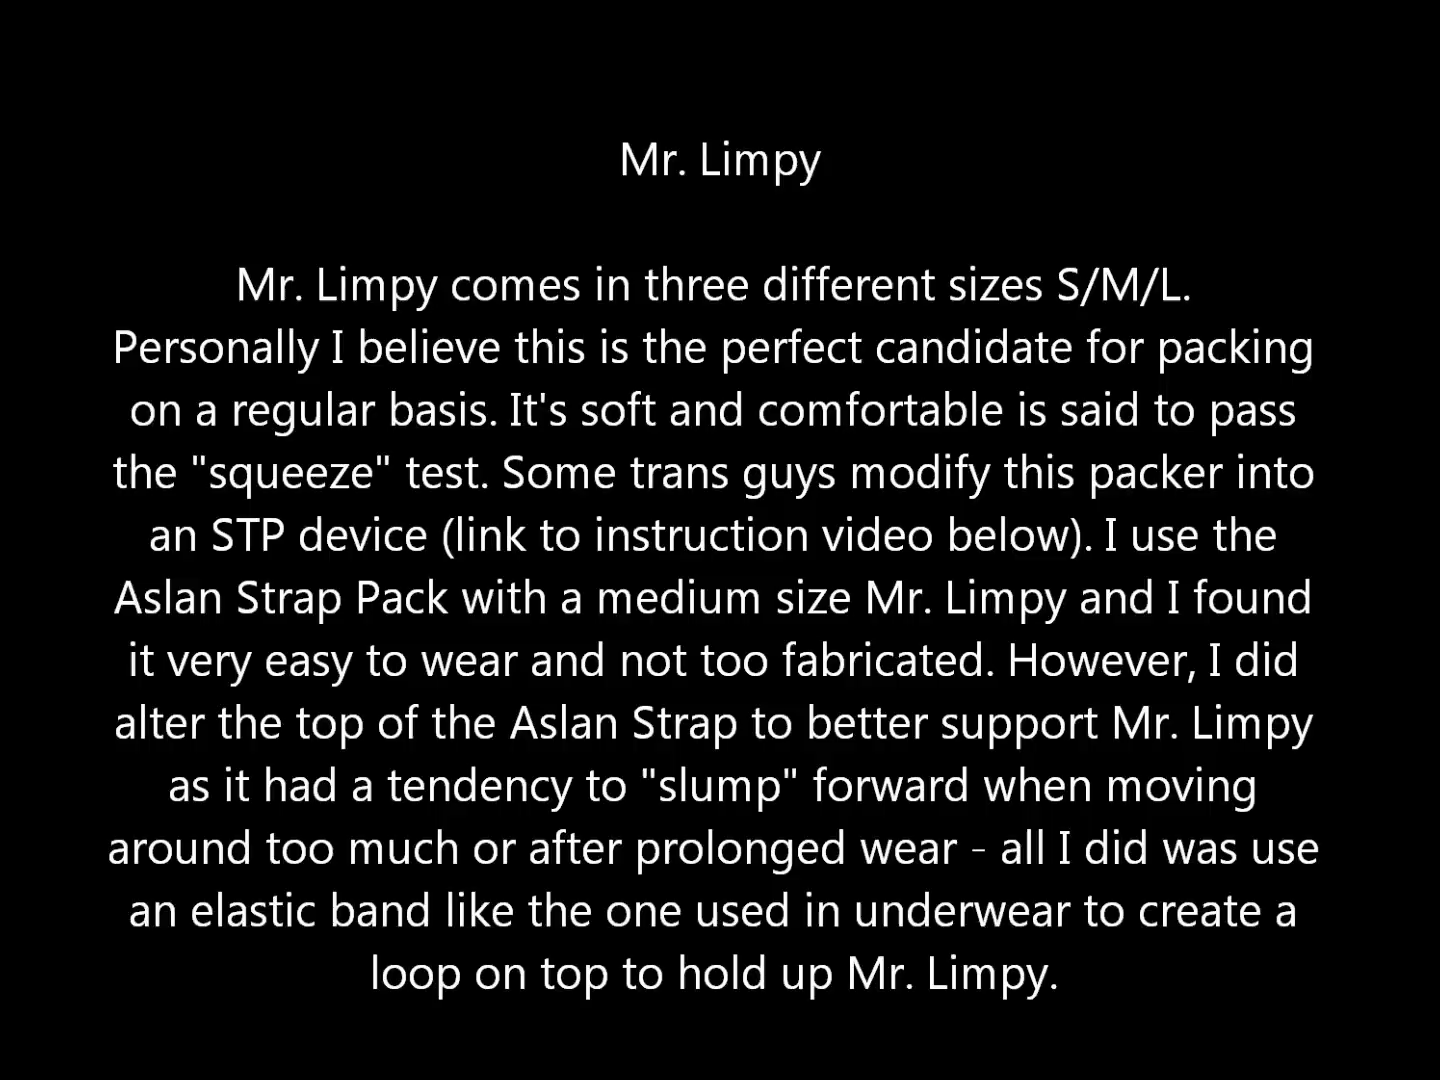 Mr. Limpy
Mr. Limpy comes in three different sizes S/M/L.
Personally I believe this is the perfect candidate for packing
on a regular basis. It's soft and comfortable is said to pass
the "squeeze" test. Some trans guys modify this packer into
an STP device (link to instruction video below). I use the
Aslan Strap Pack with a medium size Mr. Limpy and I found
it very easy to wear and not too fabricated. However, I did
alter the top of the Aslan Strap to better support Mr. Limpy
as it had a tendency to "slump" forward when moving
around too much or after prolonged wear - all I did was use
an elastic band like the one used in underwear to create a
loop on top to hold up Mr. Limpy.